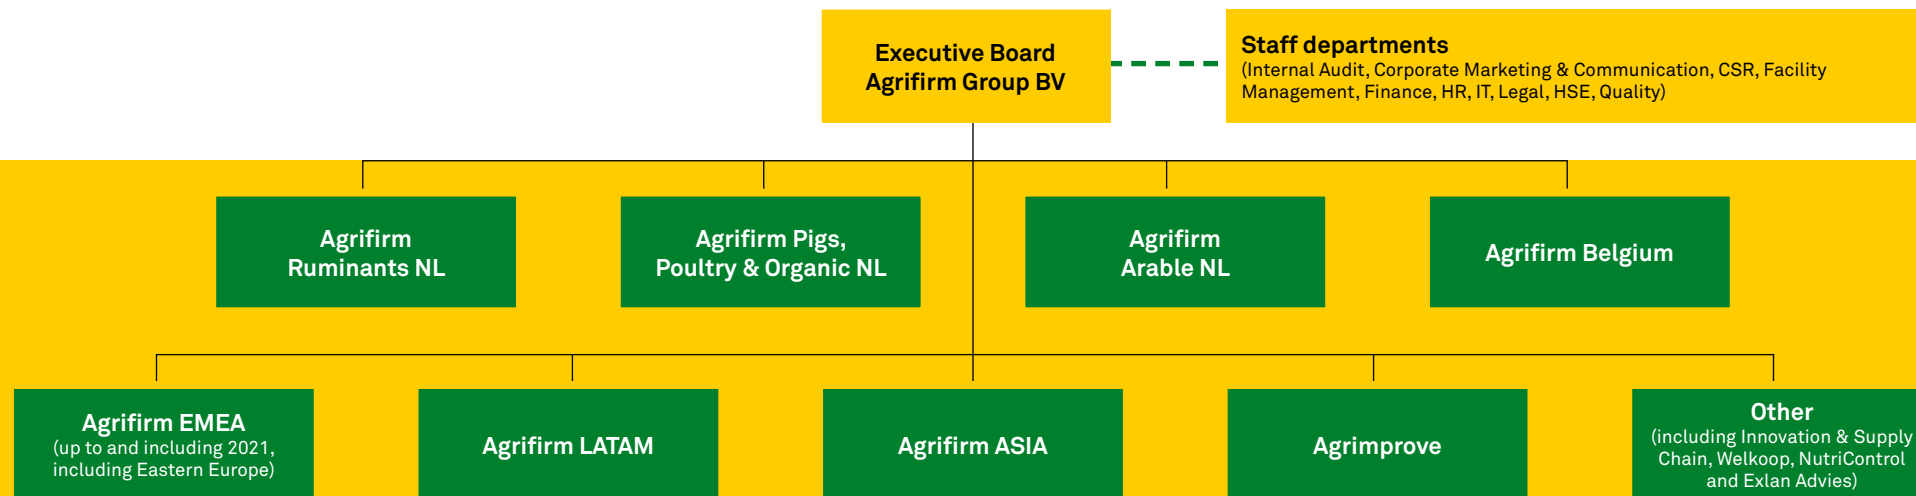 Executive Board
Agrifirm Group BV
Staff departments
(Internal Audit, Corporate Marketing & Communication, CSR, Facility
Management, Finance, HR, IT, Legal, HSE, Quality)
Agrifirm
Ruminants NL
Agrifirm Pigs,
Poultry & Organic NL
Agrifirm
Arable NL
Agrifirm Belgium
Agrifirm EMEA
(up to and including 2021,
including Eastern Europe)
Agrifirm LATAM
Agrifirm ASIA
Agrimprove
Other
(including Innovation & Supply
Chain, Welkoop, NutriControl
and Exlan Advies)